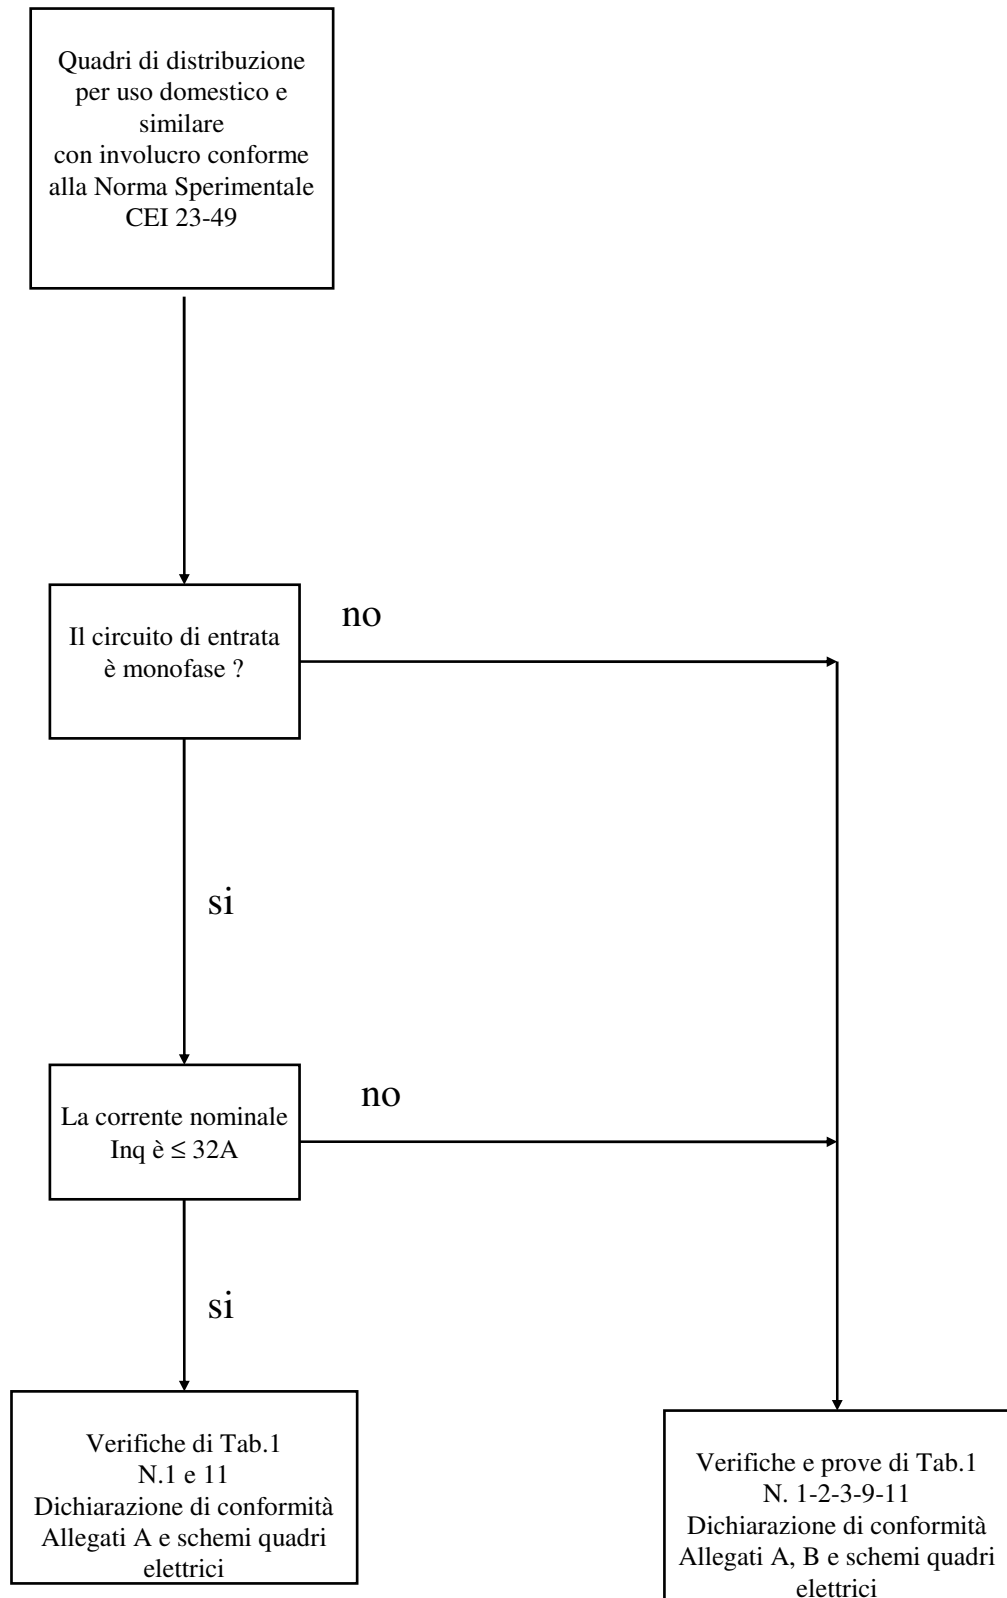 Quadri di distribuzione
per uso domestico e
similare
con involucro conforme
alla Norma Sperimentale
CEI 23-49
Il circuito di entrata
è monofase ?
no
si
La corrente nominale
Inq è ≤ 32A
no
si
Verifiche di Tab.1
N.1 e 11
Dichiarazione di conformità
Allegati A e schemi quadri
elettrici
Verifiche e prove di Tab.1
N. 1-2-3-9-11
Dichiarazione di conformità
Allegati A, B e schemi quadri
elettrici